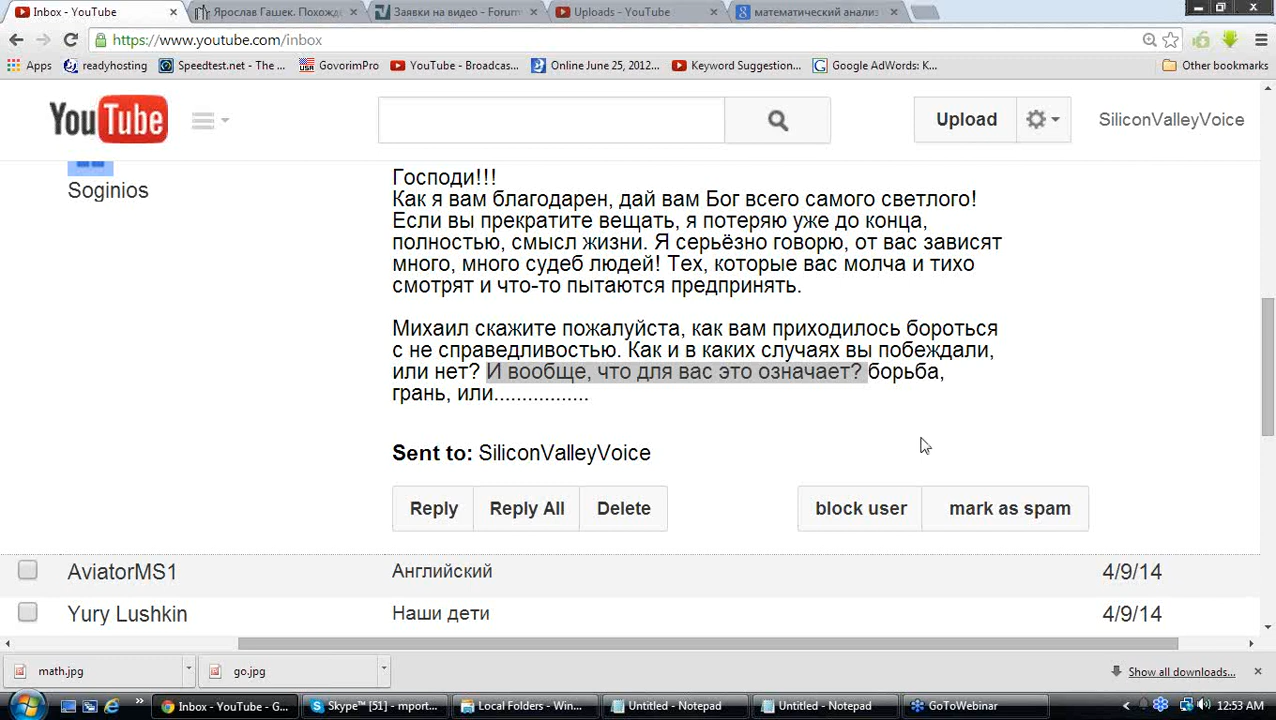 Inbox - YouTube
Ярослав Гашек. Похожд
Заявки на видео - Forum
Uploads - YouTube
математический анализ
https://www.youtube.com/inbox
Apps
readyhosting
Speedtest.net - The ...
GovorimPro
YouTube - Broadcas...
Online June 25, 2012...
Keyword Suggestion...
Google AdWords: K...
Other bookmarks
YouTube
Upload
SiliconValleyVoice
Soginios
Господи!!!
Как я вам благодарен, дай вам Бог всего самого светлого!
Если вы прекратите вещать, я потеряю уже до конца,
полностью, смысл жизни. Я серьёзно говорю, от вас зависят
много, много судеб людей! Тех, которые вас молча и тихо
смотрят и что-то пытаются предпринять.
Михаил скажите пожалуйста, как вам приходилось бороться
с не справедливостью. Как и в каких случаях вы побеждали,
или нет? И вообще, что для вас это означает? борьба,
грань, или.................
Sent to: SiliconValleyVoice
Reply
Reply All
Delete
block user
mark as spam
AviatorMS1
Английский
4/9/14
Yury Lushkin
Наши дети
4/9/14
math.jpg
go.jpg
Show all downloads...
Inbox - YouTube - G...
Skype™ [51] - mport...
Local Folders - Win...
Untitled - Notepad
Untitled - Notepad
GoToWebinar
12:53 AM